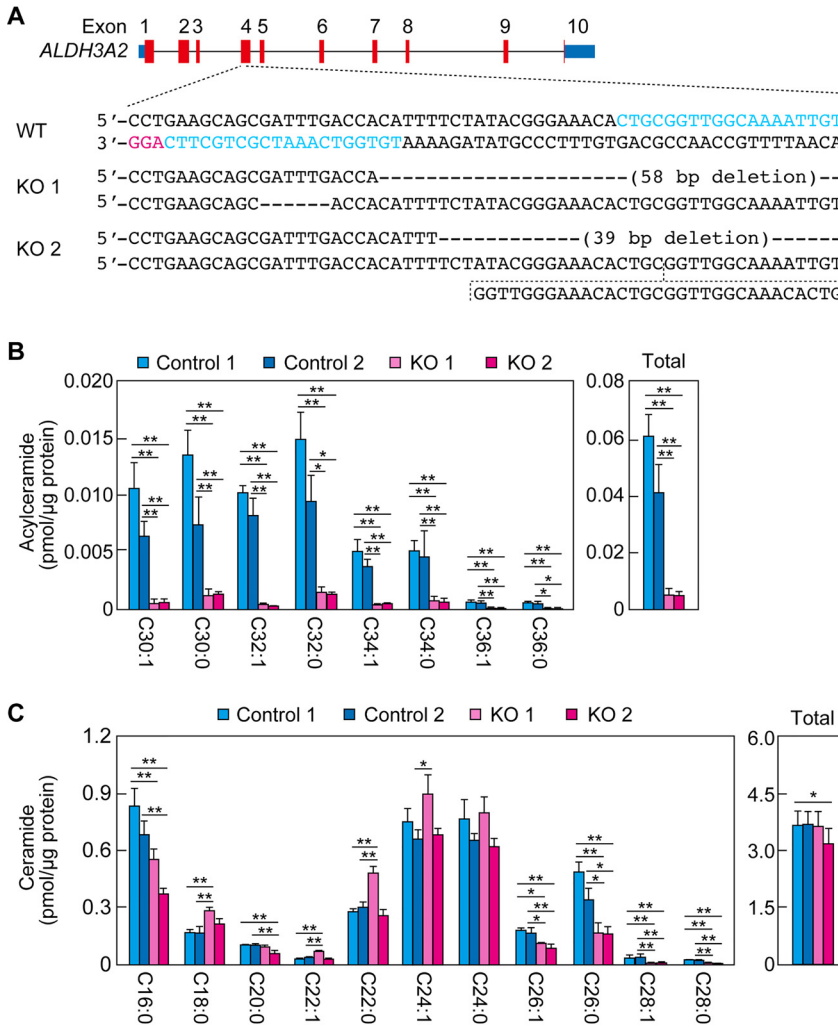 A
Exon 1 2 3 4 5 6 7 8 9 10
ALDH3A2
WT
5′-CCTGAAGCAGCGATTTGACCACATTTTCTATACGGGAAACACTGCGGTTGGCAAAATTGT
3′-GGACTTCGTCGCTAAACTGGTGTAAAAGATATGCCCTTTGTGACGCCAACCGTTTTAACA
KO 1
5′-CCTGAAGCAGCGATTTGACCA-----------------------(58 bp deletion)--
5′-CCTGAAGCAGC------ACCACATTTTCTATACGGGAAACACTGCGGTTGGCAAAATTGT
KO 2
5′-CCTGAAGCAGCGATTTGACCACATTT-------------(39 bp deletion)------
5′-CCTGAAGCAGCGATTTGACCACATTTTCTATACGGGAAACACTGCGGTTGGCAAAATTGT
GGTTGGGAAACACTGCGGTTGGCAAACACTG
B
Control 1 Control 2 KO 1 KO 2
Total
Acylceramide
(pmol/µg protein)
0.020
0.015
0.010
0.005
0
0.08
0.06
0.04
0.02
0
** ** ** ** ** ** ** ** ** ** ** ** ** ** * * ** ** ** ** ** ** ** ** ** ** ** ** ** ** * *
** ** ** **
C30:1 C30:0 C32:1 C32:0 C34:1 C34:0 C36:1 C36:0
C
Control 1 Control 2 KO 1 KO 2
Total
Ceramide
(pmol/µg protein)
1.2
0.9
0.6
0.3
0
6.0
4.5
3.0
1.5
0
** ** ** ** ** ** ** ** ** ** ** * ** * ** * ** ** * * ** ** ** ** ** ** ** **
*
C16:0 C18:0 C20:0 C22:1 C22:0 C24:1 C24:0 C26:1 C26:0 C28:1 C28:0